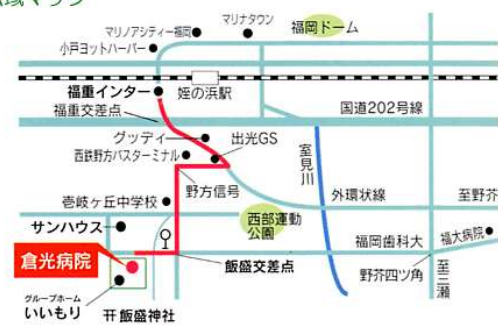 マップ
マリノアシティー福岡
マリナタウン
小戸ヨットハーバー
福岡ドーム
福重インター
姪の浜駅
福重交差点
国道202号線
グッディ
出光GS
西鉄野方バスターミナル
室見川
野方信号
外環状線
至野芥
壱岐ヶ丘中学校
西部運動
公園
サンハウス
福岡歯科大
福大病院
倉光病院
飯盛交差点
野芥四ツ角
至三瀬
グループホーム
いいもり
飯盛神社